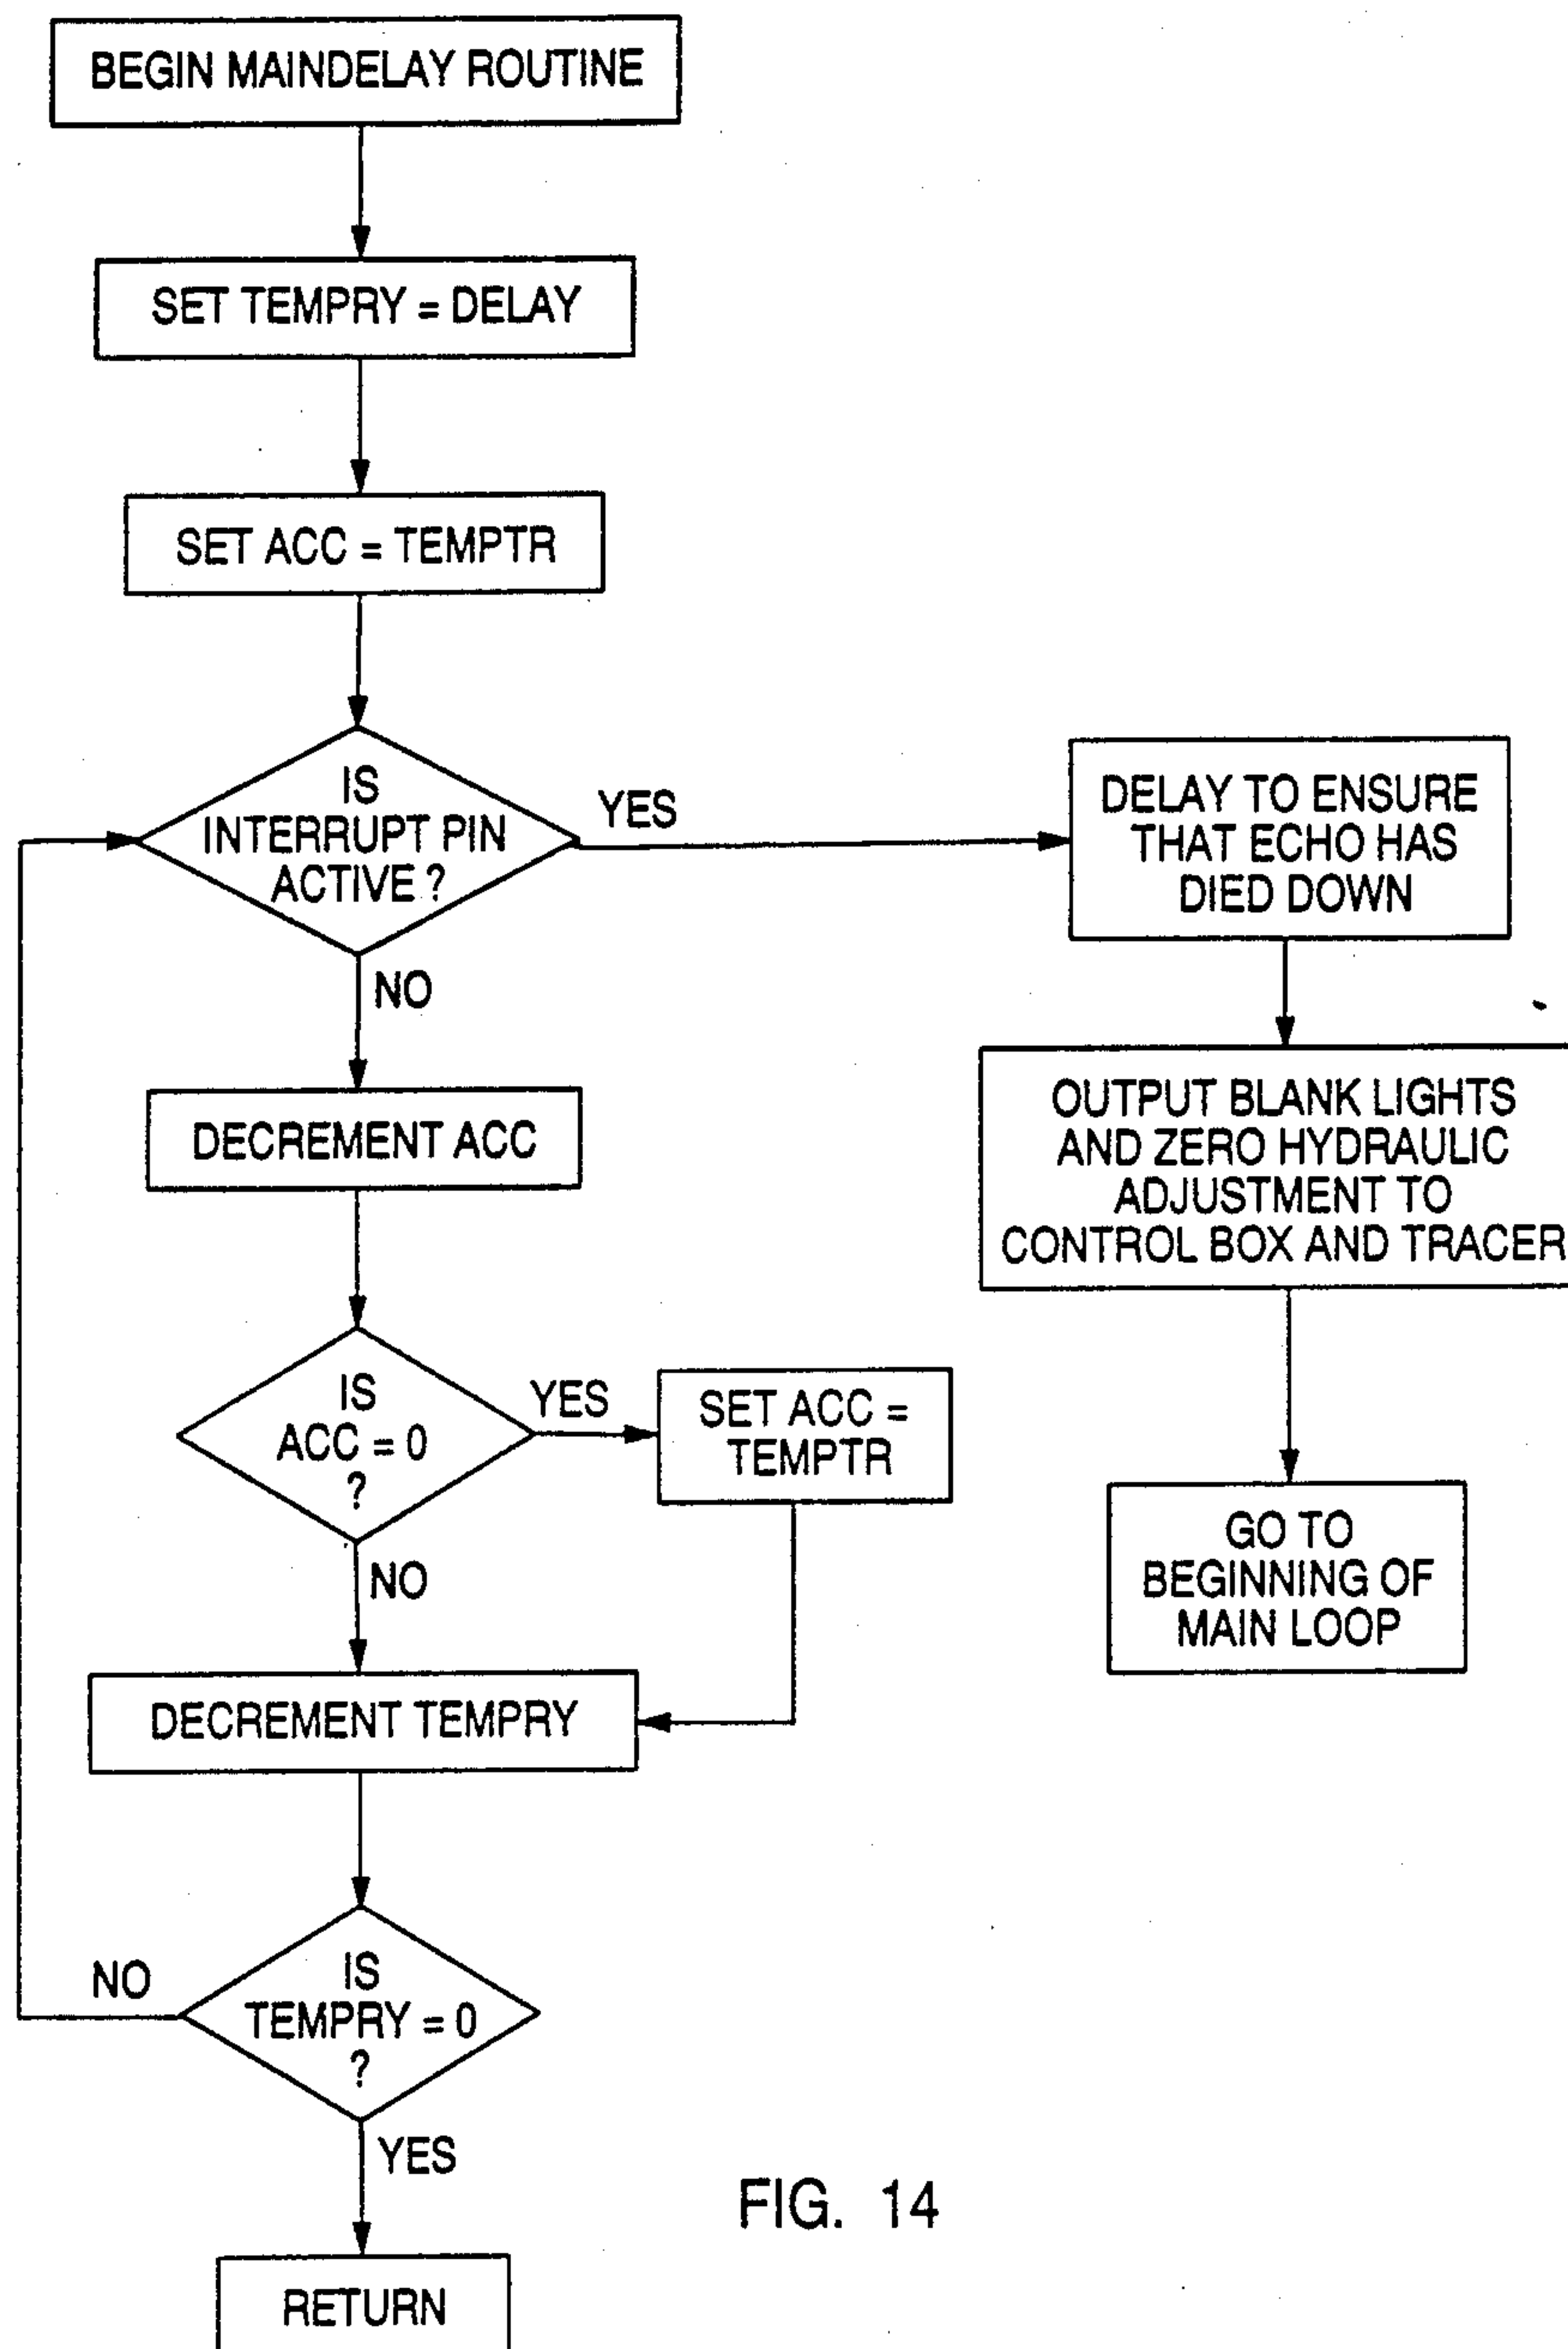 BEGIN MAINDELAY ROUTINE
SET TEMPRY = DELAY
SET ACC = TEMPTR
IS
INTERRUPT PIN
ACTIVE ?
YES
DELAY TO ENSURE
THAT ECHO HAS
DIED DOWN
NO
OUTPUT BLANK LIGHTS
AND ZERO HYDRAULIC
ADJUSTMENT TO
CONTROL BOX AND TRACER
DECREMENT ACC
IS
ACC = 0
?
YES
SET ACC =
TEMPTR
GO TO
BEGINNING OF
MAIN LOOP
NO
DECREMENT TEMPRY
IS
TEMPRY = 0
?
NO
YES
RETURN
FIG. 14